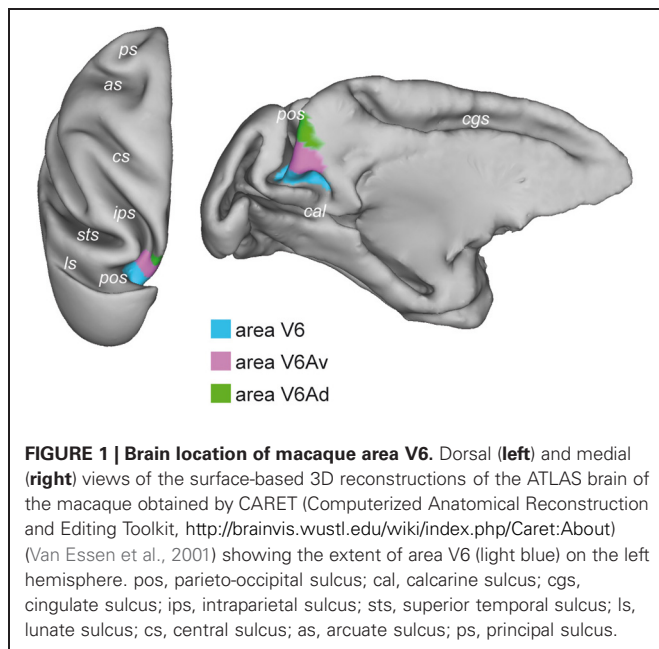 ps
as
cs
ips
sts
ls
pos
pos
cgs
cal
area V6
area V6Av
area V6Ad
FIGURE 1 | Brain location of macaque area V6. Dorsal (left) and medial
(right) views of the surface-based 3D reconstructions of the ATLAS brain of
the macaque obtained by CARET (Computerized Anatomical Reconstruction
and Editing Toolkit, http://brainvis.wustl.edu/wiki/index.php/Caret:About)
(Van Essen et al., 2001) showing the extent of area V6 (light blue) on the left
hemisphere. pos, parieto-occipital sulcus; cal, calcarine sulcus; cgs,
cingulate sulcus; ips, intraparietal sulcus; sts, superior temporal sulcus; ls,
lunate sulcus; cs, central sulcus; as, arcuate sulcus; ps, principal sulcus.